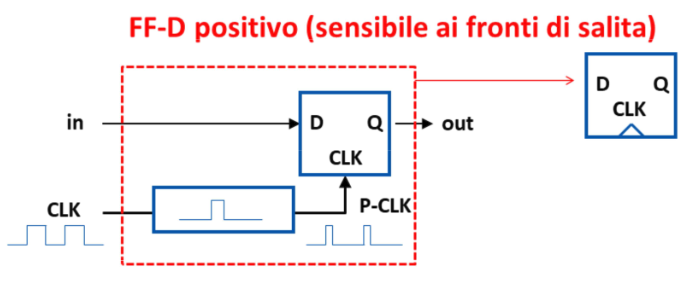 FF-D positivo (sensibile ai fronti di salita)
in
D Q
CLK
out
D Q
CLK
CLK
P-CLK